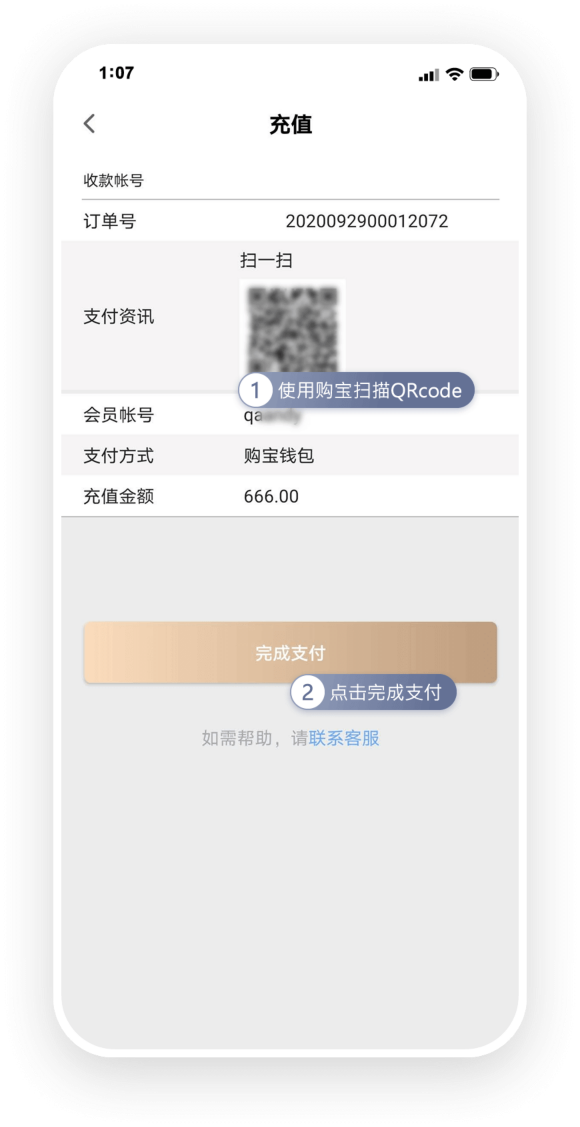 1:07
充值
收款帐号
订单号 2020092900012072
扫一扫
支付资讯
1 使用购宝扫描QRcode
会员帐号 qa
支付方式 购宝钱包
充值金额 666.00
完成支付
2 点击完成支付
如需帮助，请联系客服